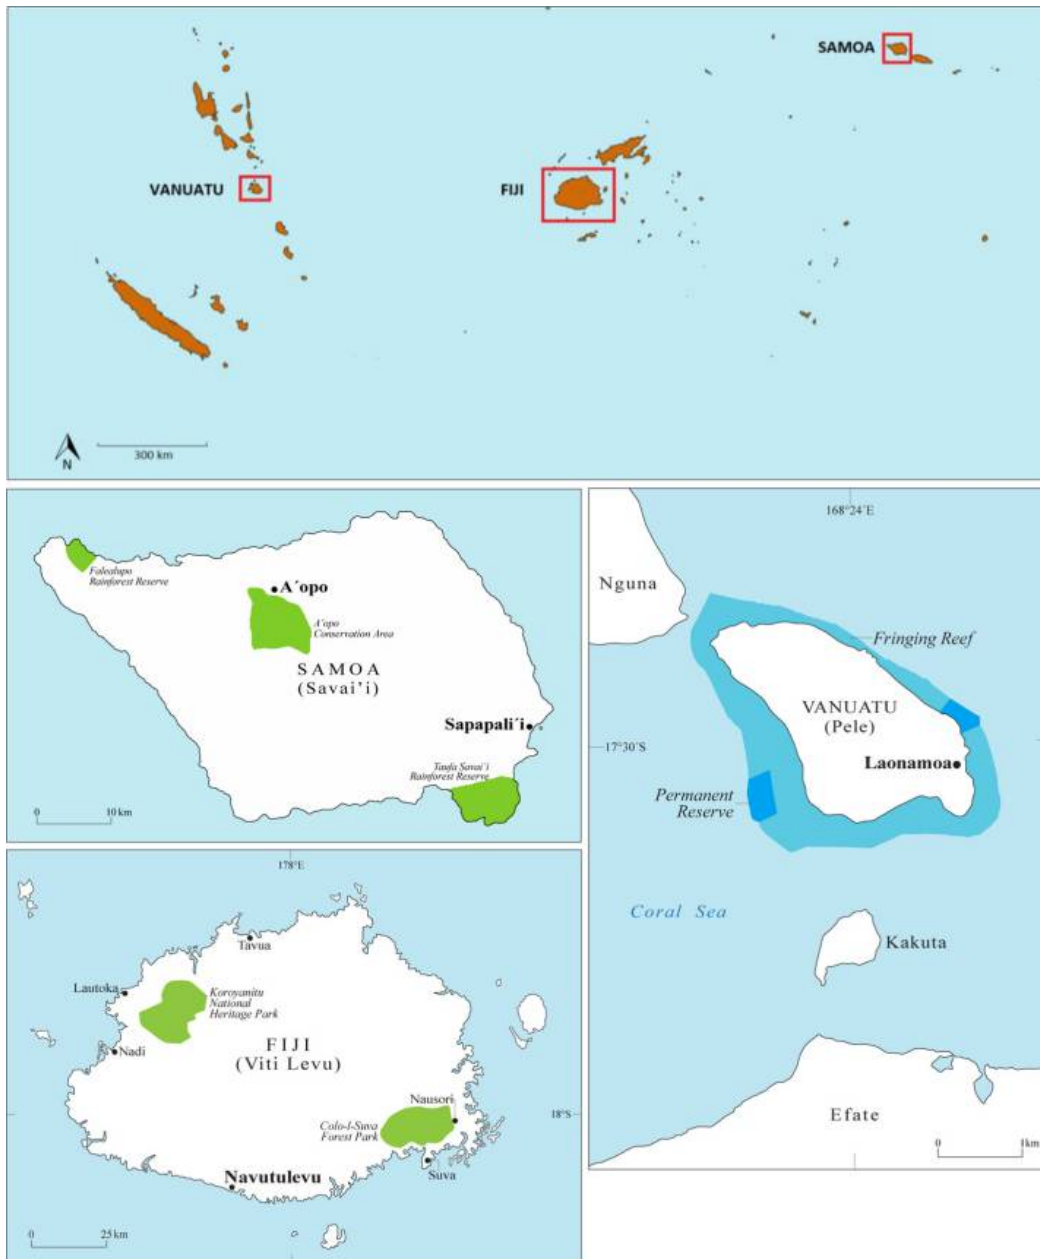 SAMOA
VANUATU
FIJI
N
300 km
Falealupo
Rainforest Reserve
A´opo
A'opo
Conservation Area
SAMOA
(Savai'i)
Sapapali´i
Taufa Savai'i
Rainforest Reserve
0
10 km
168°24´E
Nguna
Fringing Reef
VANUATU
(Pele)
17°30´S
Laonamoa
Permanent
Reserve
Coral Sea
Kakuta
Efate
0
1km
178°E
Tavua
Lautoka
Koroyanitu
National
Heritage Park
Nadi
FIJI
(Viti Levu)
Nausori
18°S
Colo-I-Suva
Forest Park
Navutulevu
Suva
0
25 km